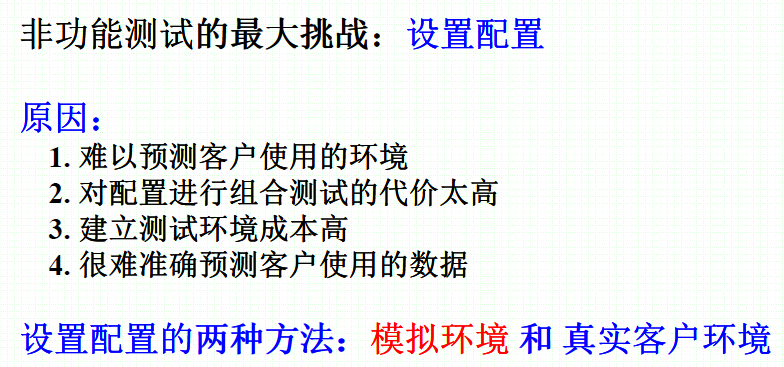 非功能测试的最大挑战：设置配置
原因：
1. 难以预测客户使用的环境
2. 对配置进行组合测试的代价太高
3. 建立测试环境成本高
4. 很难准确预测客户使用的数据
设置配置的两种方法：模拟环境 和 真实客户环境